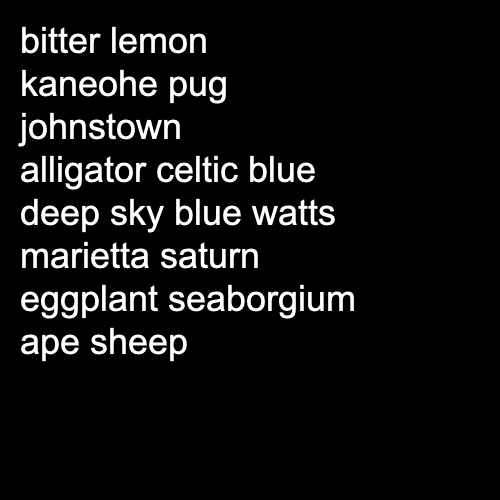 bitter lemon
kaneohe pug
johnstown
alligator celtic blue
deep sky blue watts
marietta saturn
eggplant seaborgium
ape sheep